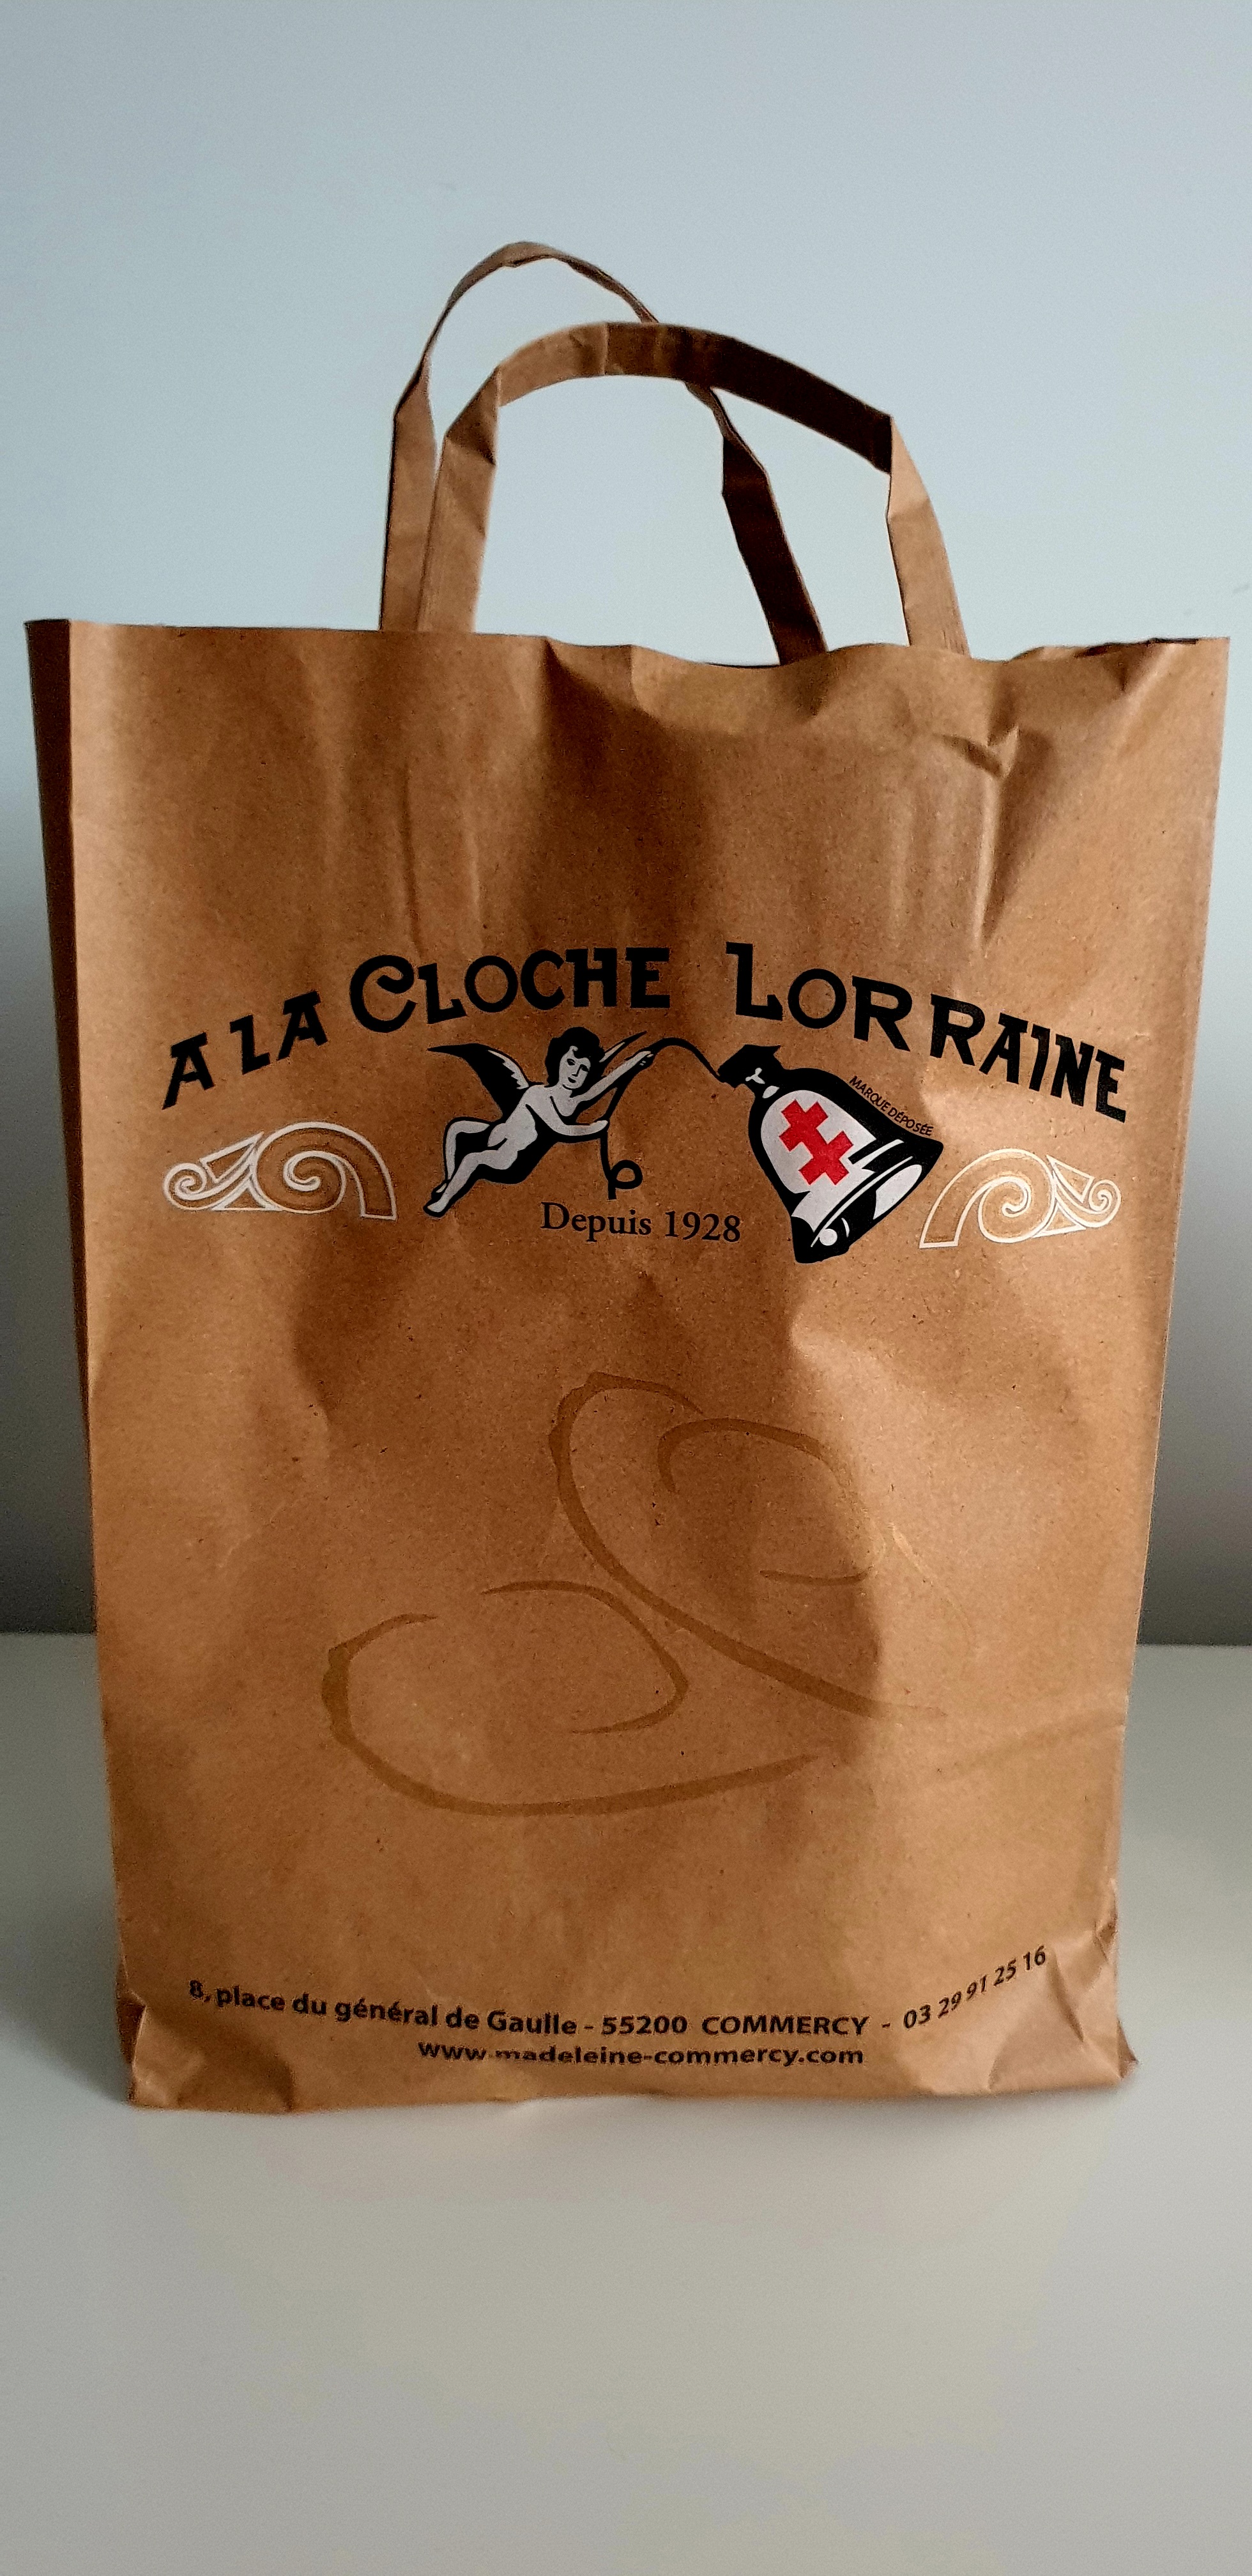 A LA CLOCHE LORRAINE
MARQUE DÉPOSÉE
Depuis 1928
8, place du général de Gaulle - 55200 COMMERCY - 03 29 91 25 16
www.madeleine-commercy.com